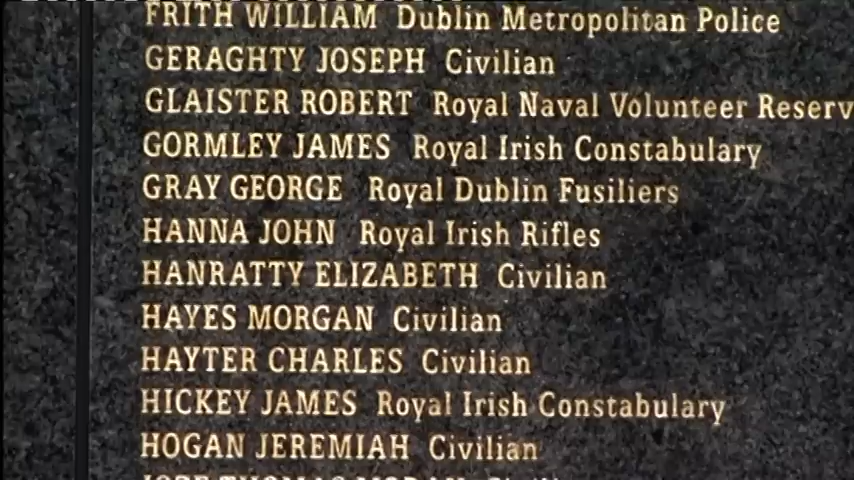 FRITH WILLIAM Dublin Metropolitan Police
GERAGHTY JOSEPH Civilian
GLAISTER ROBERT Royal Naval Volunteer Reserv
GORMLEY JAMES Royal Irish Constabulary
GRAY GEORGE Royal Dublin Fusiliers
HANNA JOHN Royal Irish Rifles
HANRATTY ELIZABETH Civilian
HAYES MORGAN Civilian
HAYTER CHARLES Civilian
HICKEY JAMES Royal Irish Constabulary
HOGAN JEREMIAH Civilian